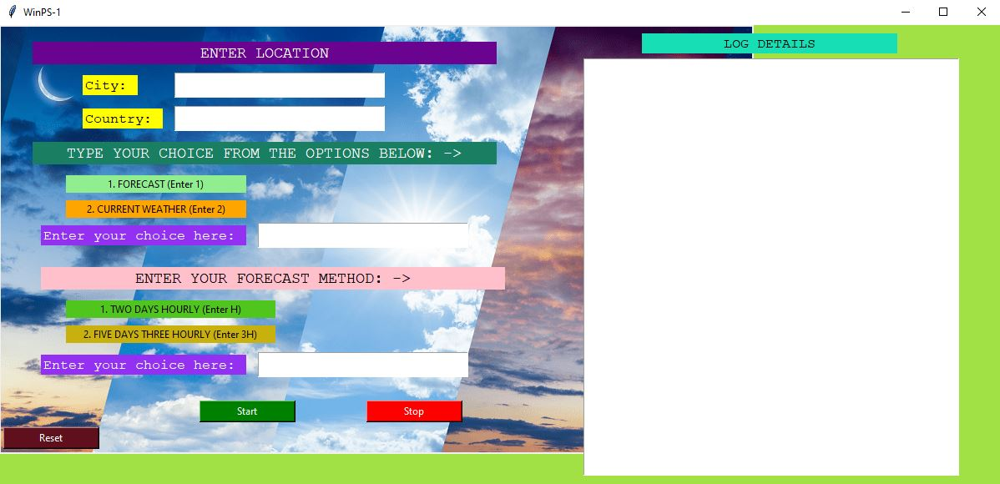 WinPS-1
ENTER LOCATION
LOG DETAILS
City:
Country:
TYPE YOUR CHOICE FROM THE OPTIONS BELOW: ->
1. FORECAST (Enter 1)
2. CURRENT WEATHER (Enter 2)
Enter your choice here:
ENTER YOUR FORECAST METHOD: ->
1. TWO DAYS HOURLY (Enter H)
2. FIVE DAYS THREE HOURLY (Enter 3H)
Enter your choice here:
Start
Stop
Reset